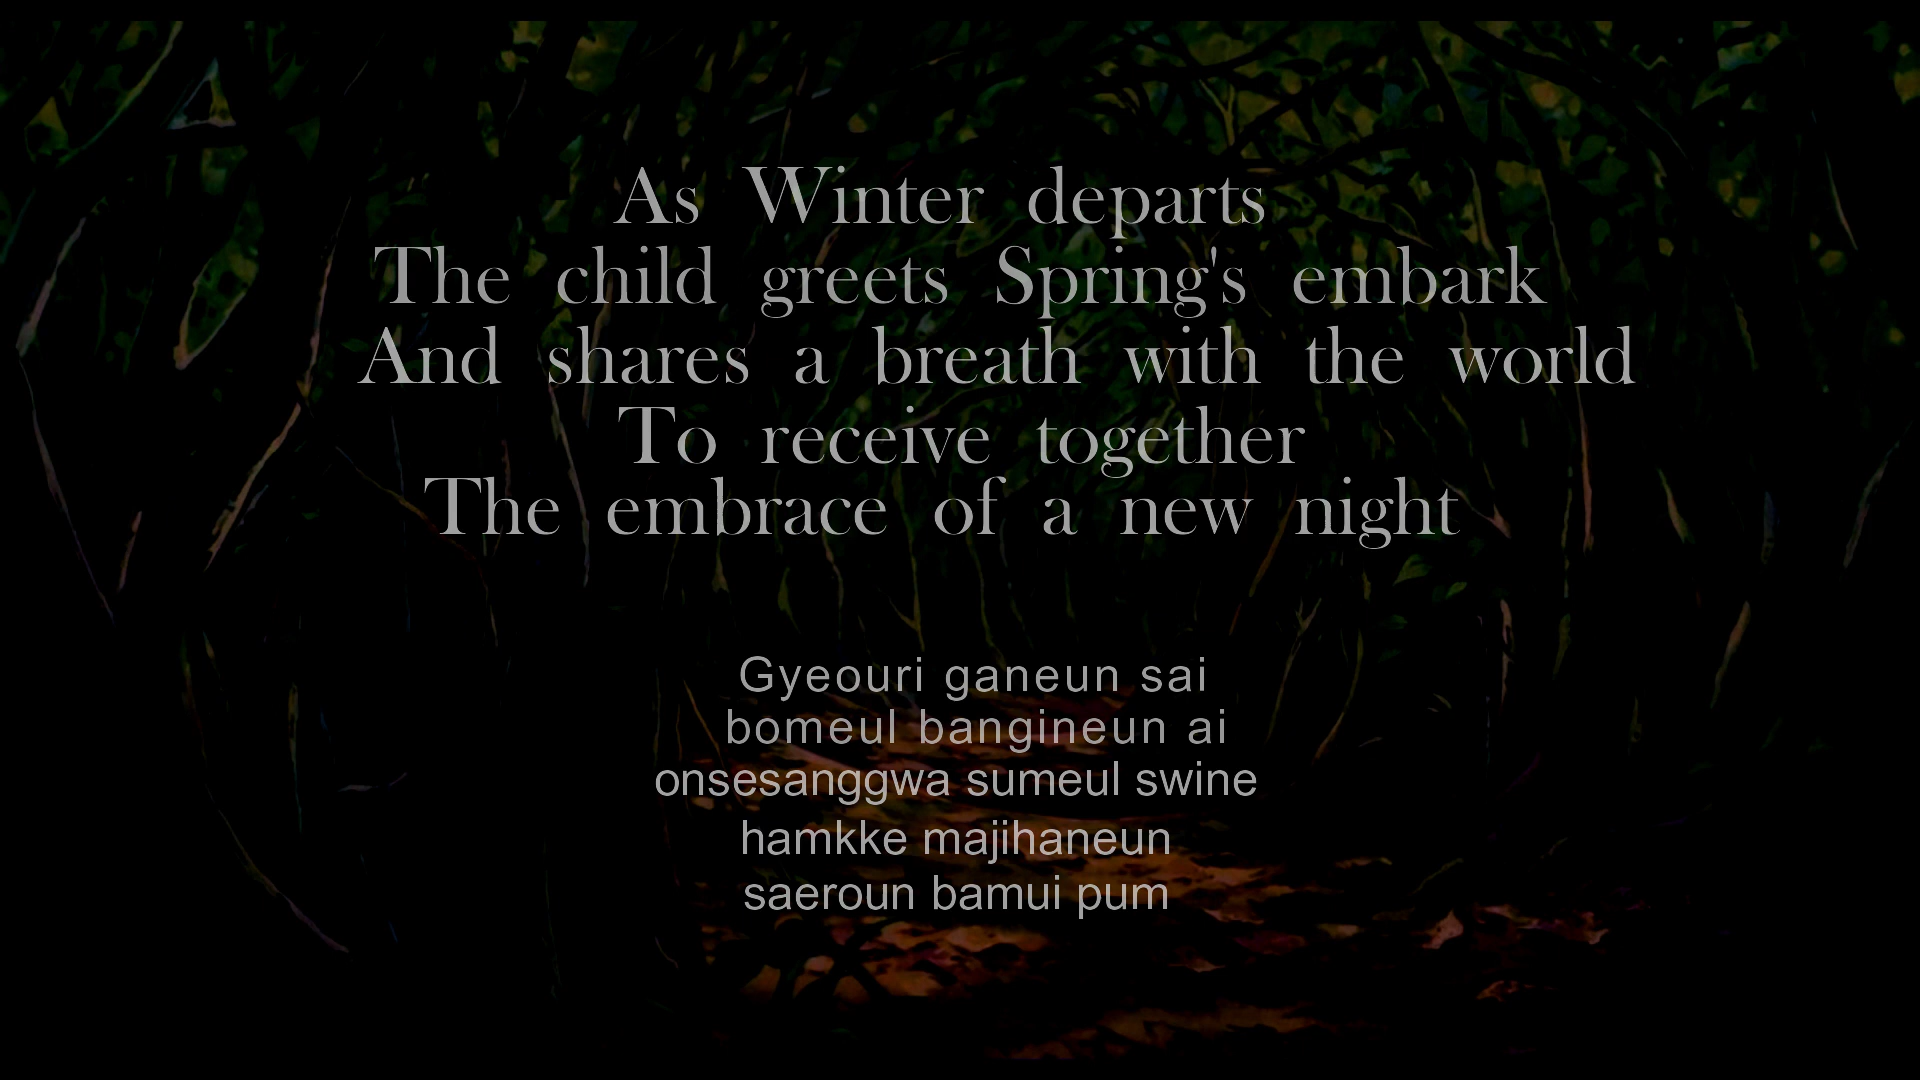 As Winter departs
The child greets Spring's embark
And shares a breath with the world
To receive together
The embrace of a new night
Gyeouri ganeun sai
bomeul bangineun ai
onsesanggwa sumeul swine
hamkke majihaneun
saeroun bamui pum